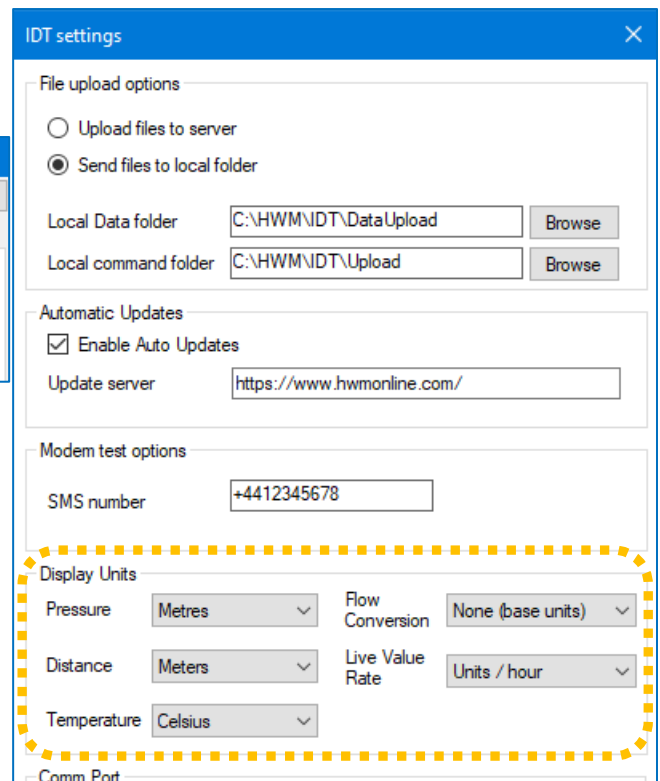 IDT settings
File upload options
Upload files to server
Send files to local folder
Local Data folder C:\HWM\IDT\DataUpload Browse
Local command folder C:\HWM\IDT\Upload Browse
Automatic Updates
Enable Auto Updates
Update server https://www.hwmonline.com/
Modem test options
SMS number +4412345678
Display Units
Pressure Metres Flow Conversion None (base units)
Distance Meters Live Value Rate Units / hour
Temperature Celsius
Comm Port